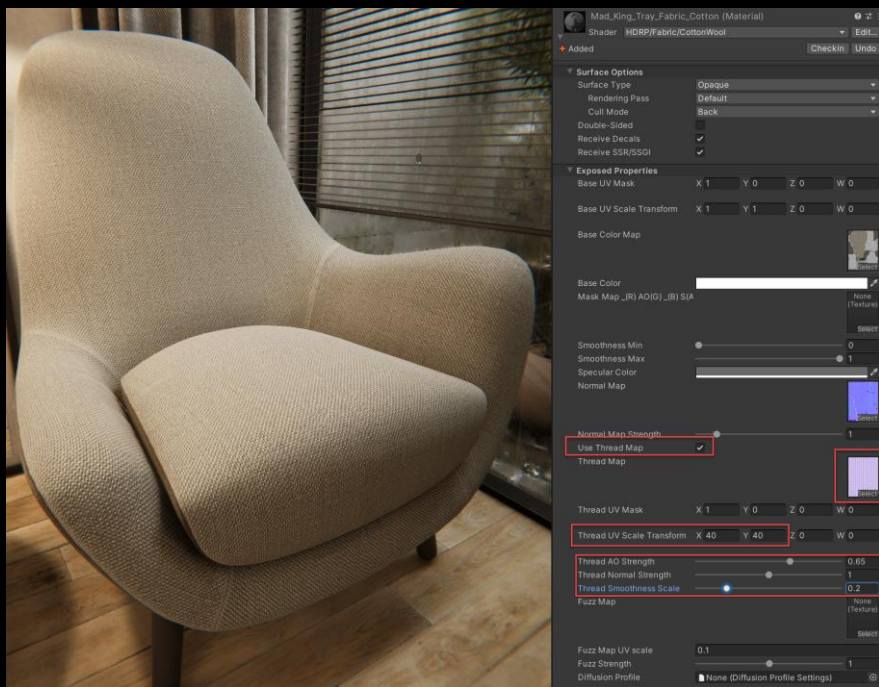 Mad_King_Tray_Fabric_Cotton (Material)
Shader HDRP/Fabric/CottonWool Edit...
Added Checkin Undo
Surface Options
Surface Type Opaque
Rendering Pass Default
Cull Mode Back
Double-Sided
Receive Decals
Receive SSR/SSGI
Exposed Properties
Base UV Mask X 1 Y 0 Z 0 W 0
Base UV Scale Transform X 1 Y 1 Z 0 W 0
Base Color Map
Select
Base Color
Mask Map _(R) AO(G) _(B) S(A
None
(Texture)
Select
Smoothness Min 0
Smoothness Max 1
Specular Color
Normal Map
Select
Normal Map Strength 1
Use Thread Map
Thread Map
Select
Thread UV Mask X 1 Y 0 Z 0 W 0
Thread UV Scale Transform X 40 Y 40 Z 0 W 0
Thread AO Strength 0.65
Thread Normal Strength 1
Thread Smoothness Scale 0.2
Fuzz Map
None
(Texture)
Select
Fuzz Map UV scale 0.1
Fuzz Strength 1
Diffusion Profile None (Diffusion Profile Settings)